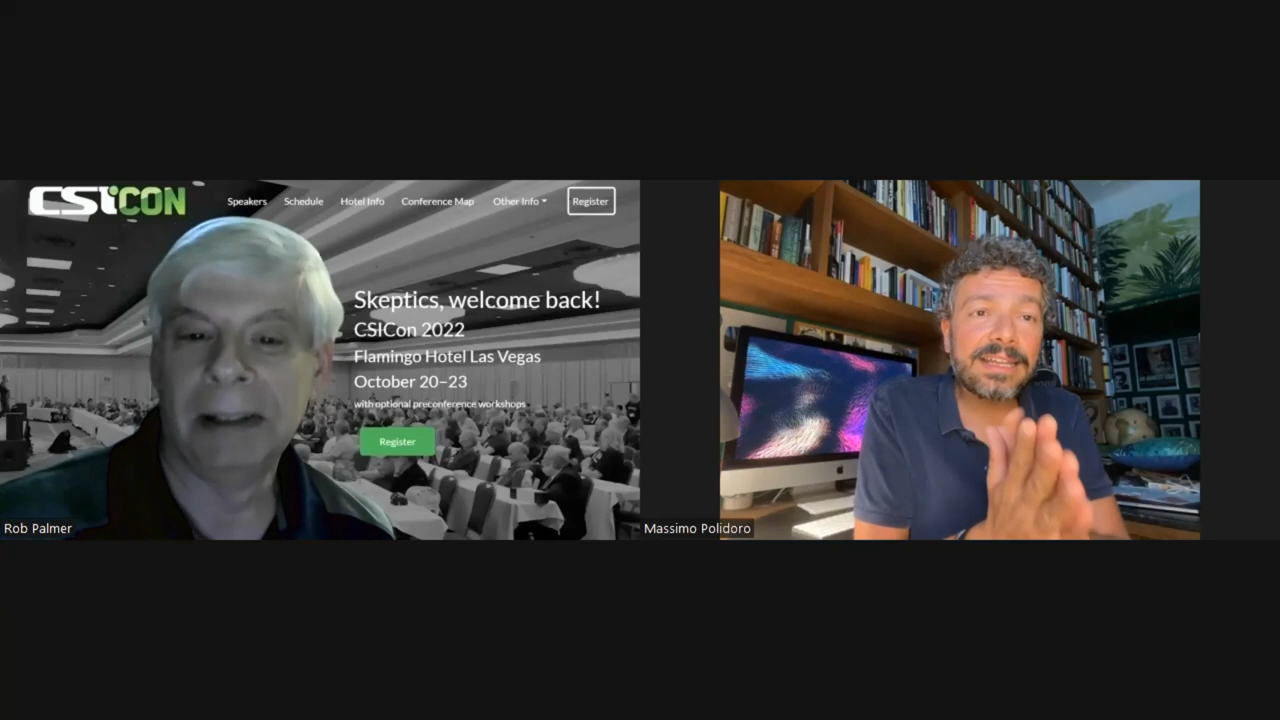 CSICON
Speakers Schedule Hotel Info Conference Map Other Info Register
Skeptics, welcome back!
CSICon 2022
Flamingo Hotel Las Vegas
October 20–23
with optional preconference workshops
Register
Rob Palmer
Massimo Polidoro